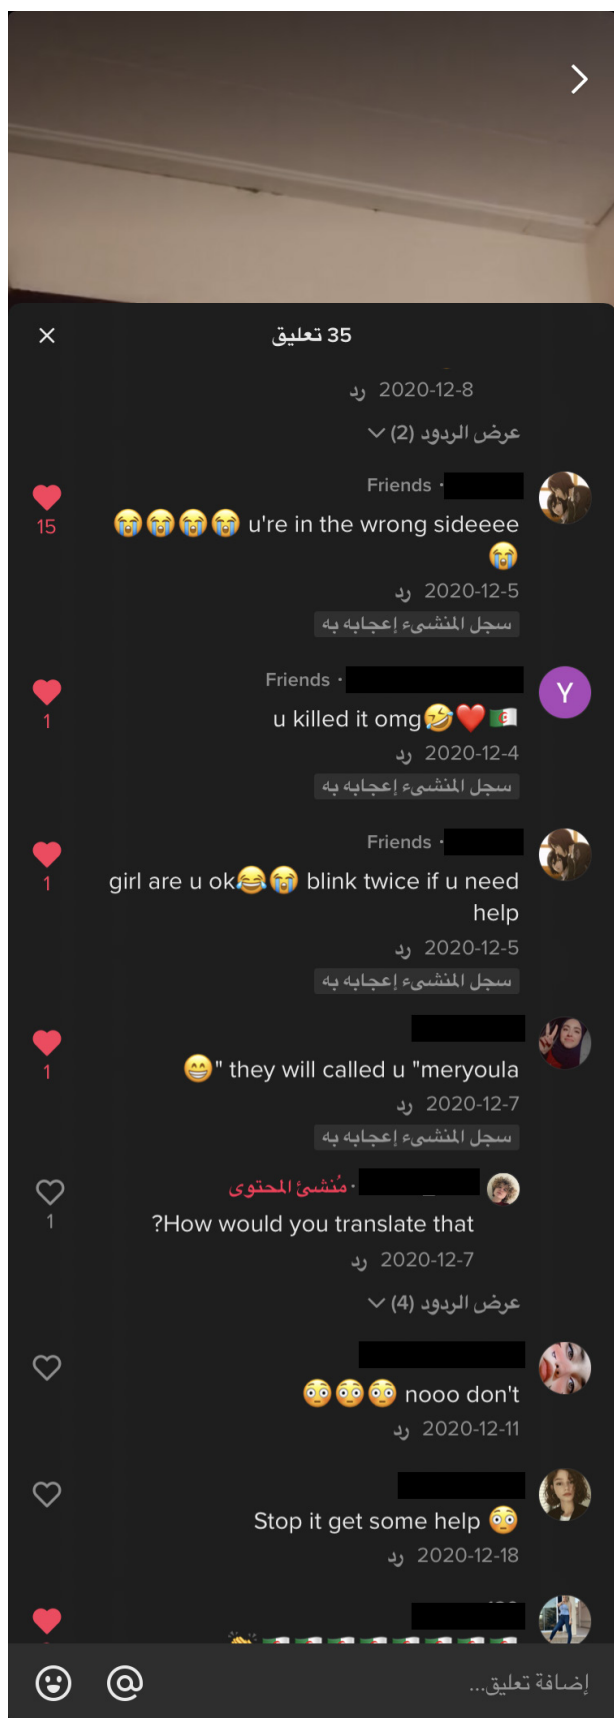 35 تعليق
2020-12-8 رد
عرض الردود (2)
Friends ·
😭😭😭😭 u're in the wrong sideeee
😭
2020-12-5 رد
سجل المنشىء إعجابه به
15
Friends ·
u killed it omg🤣❤️🇩🇿
2020-12-4 رد
سجل المنشىء إعجابه به
1
Y
Friends ·
girl are u ok😂😭 blink twice if u need
help
2020-12-5 رد
سجل المنشىء إعجابه به
1
😁" they will called u "meryoula
2020-12-7 رد
سجل المنشىء إعجابه به
1
· مُنشئ المحتوى
?How would you translate that
2020-12-7 رد
1
عرض الردود (4)
😳😳😳 nooo don't
2020-12-11 رد
Stop it get some help 😳
2020-12-18 رد
إضافة تعليق...